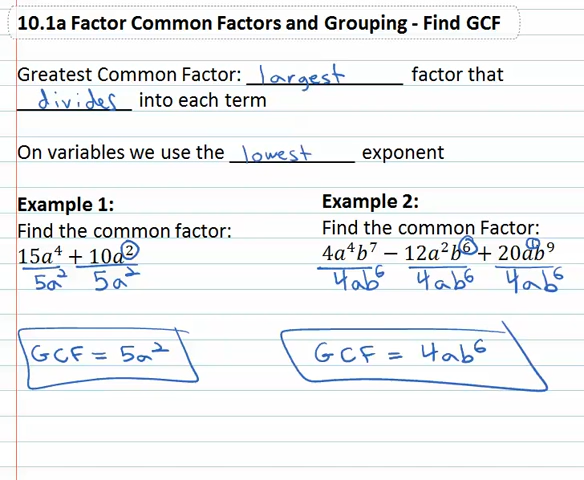 10.1a Factor Common Factors and Grouping - Find GCF
Greatest Common Factor: largest factor that
divides into each term
On variables we use the lowest exponent
Example 1:
Find the common factor:
15a⁴ + 10a²
5a² 5a²
GCF = 5a²
Example 2:
Find the common Factor:
4a⁴b⁷ − 12a²b⁶ + 20ab⁹
1
4ab⁶ 4ab⁶ 4ab⁶
GCF = 4ab⁶